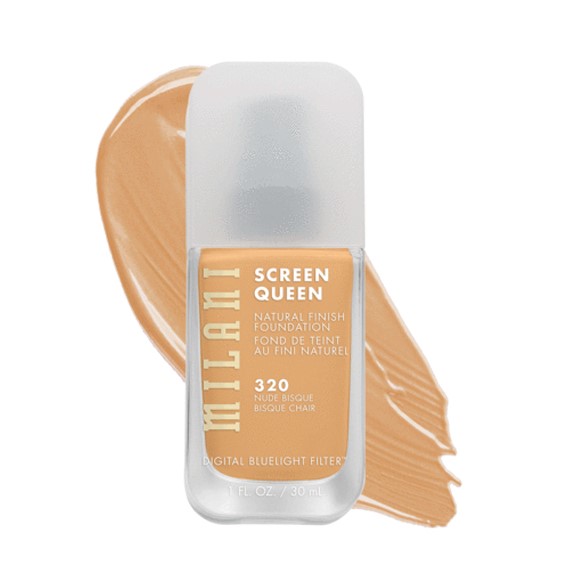 MILANI
SCREEN
QUEEN
NATURAL FINISH
FOUNDATION
FOND DE TEINT
AU FINI NATUREL
320
NUDE BISQUE
BISQUE CHAIR
DIGITAL BLUELIGHT FILTER™
1 FL. OZ. / 30 mL